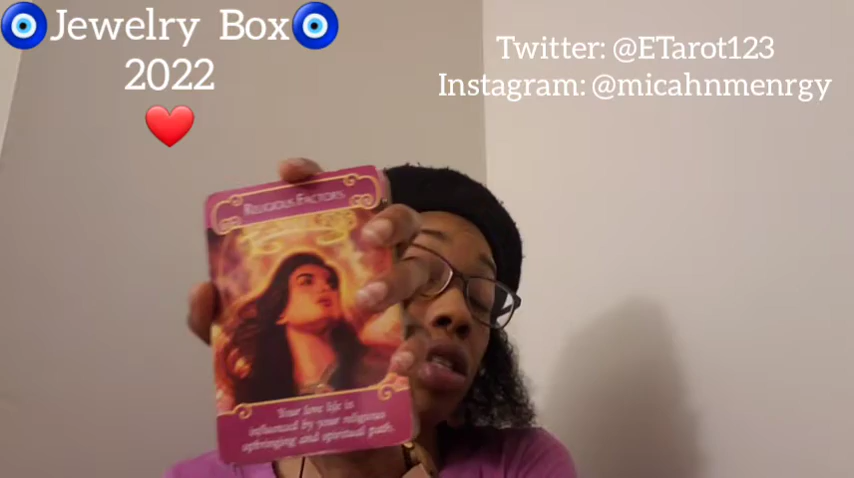 Jewelry Box
2022
Twitter: @ETarot123
Instagram: @micahnmenrgy
Religious Factors
Your love life is
influenced by your religious
upbringing and spiritual path.